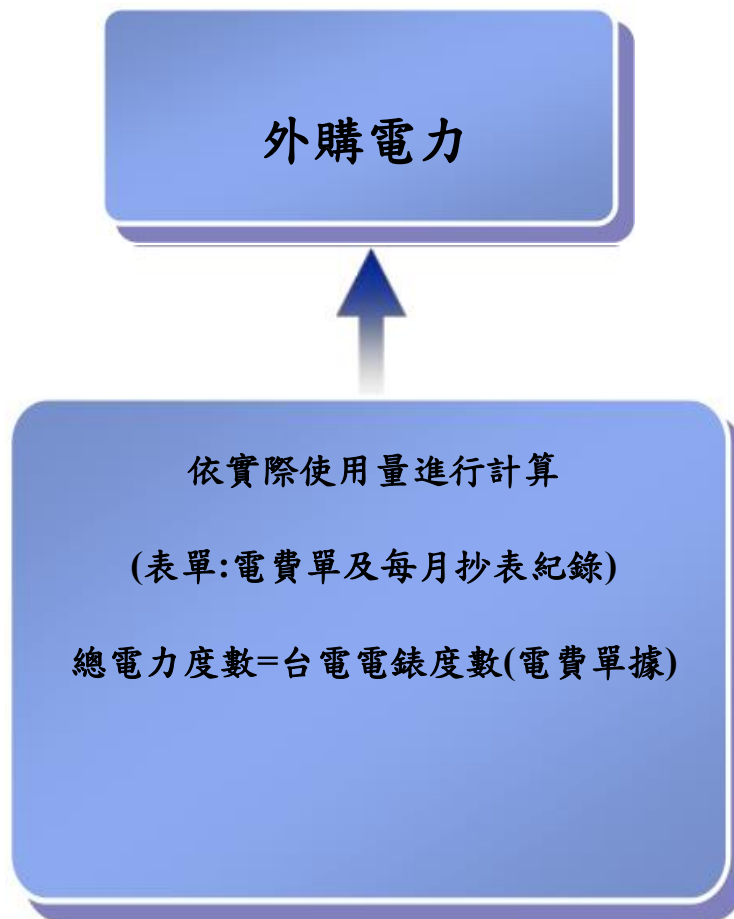 外購電力
依實際使用量進行計算
(表單:電費單及每月抄表紀錄)
總電力度數=台電電錶度數(電費單據)